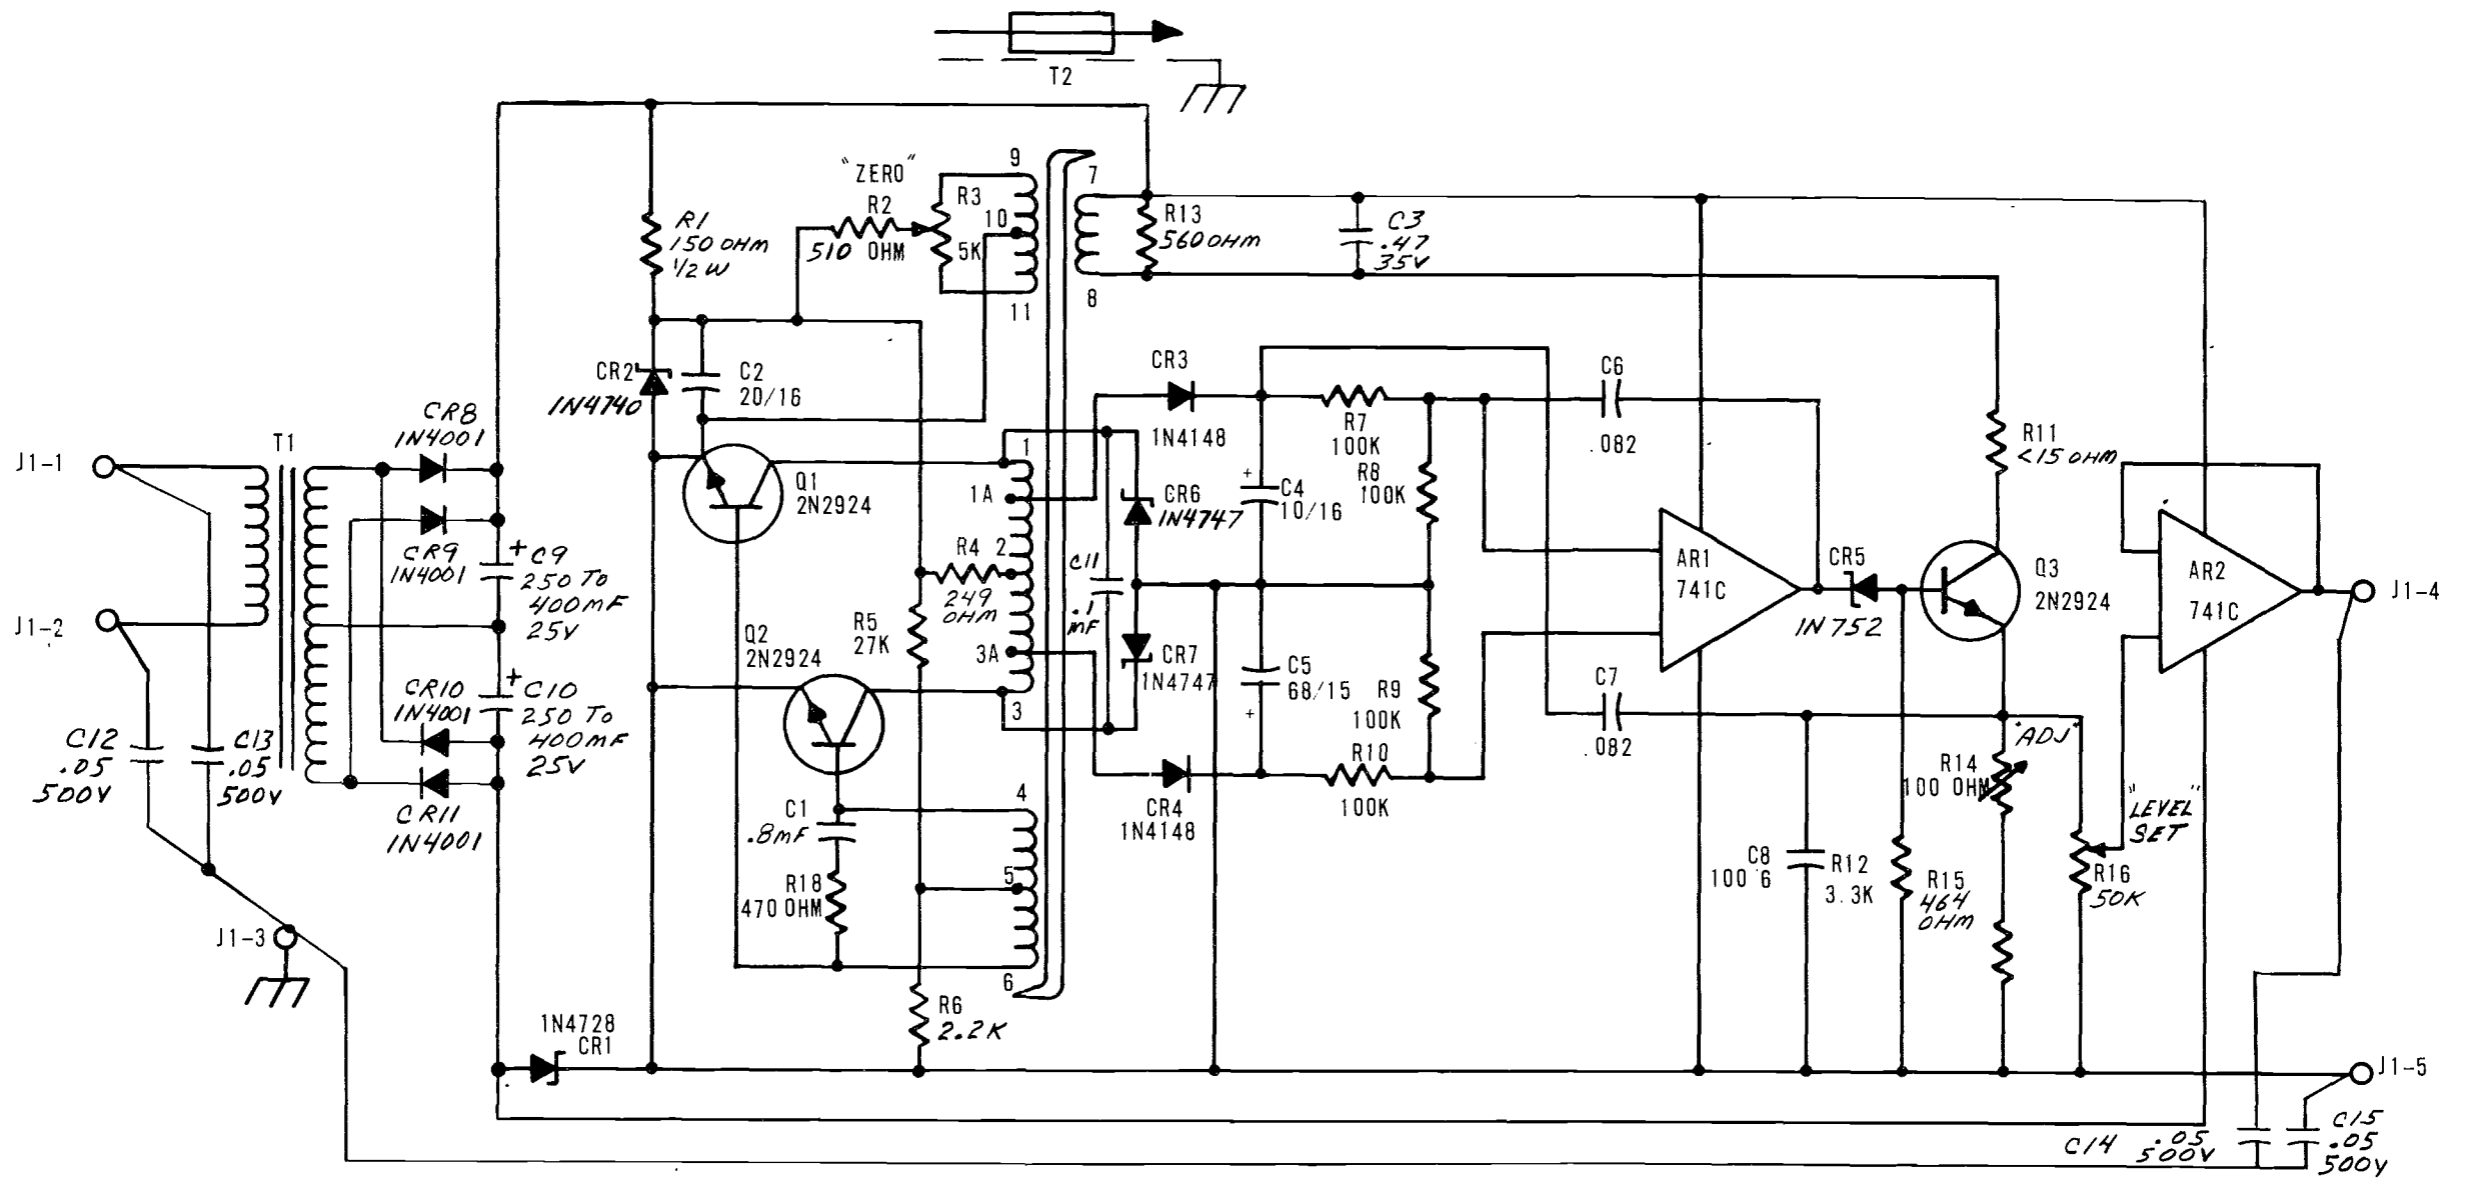 T2
"ZERO"
R2
510 OHM
R3
5K
9
10
11
7
8
R1
150 OHM
1/2 W
R13
560 OHM
C3
.47
35V
CR2
1N4740
C2
20/16
CR3
1N4148
C6
.082
R7
100K
R8
100K
R11
<15 OHM
CR8
1N4001
T1
J1-1
CR9
1N4001
+
C9
250 TO
400MF
25V
Q1
2N2924
1
1A
2
R4
249
OHM
C11
.1
MF
CR6
1N4747
+
C4
10/16
AR1
741C
CR5
1N752
Q3
2N2924
AR2
741C
J1-4
J1-2
Q2
2N2924
R5
27K
3A
3
CR7
1N4747
C5
68/15
+
R9
100K
R10
100K
C7
.082
CR10
1N4001
+
C10
250 TO
400MF
25V
C12
.05
500V
C13
.05
500V
CR11
1N4001
C1
.8MF
R18
470 OHM
4
5
6
CR4
1N4148
"ADJ"
R14
100 OHM
"LEVEL
SET"
R16
50K
C8
100 6
R12
3.3K
R15
464
OHM
J1-3
1N4728
CR1
R6
2.2K
J1-5
C14
.05
500V
C15
.05
500V